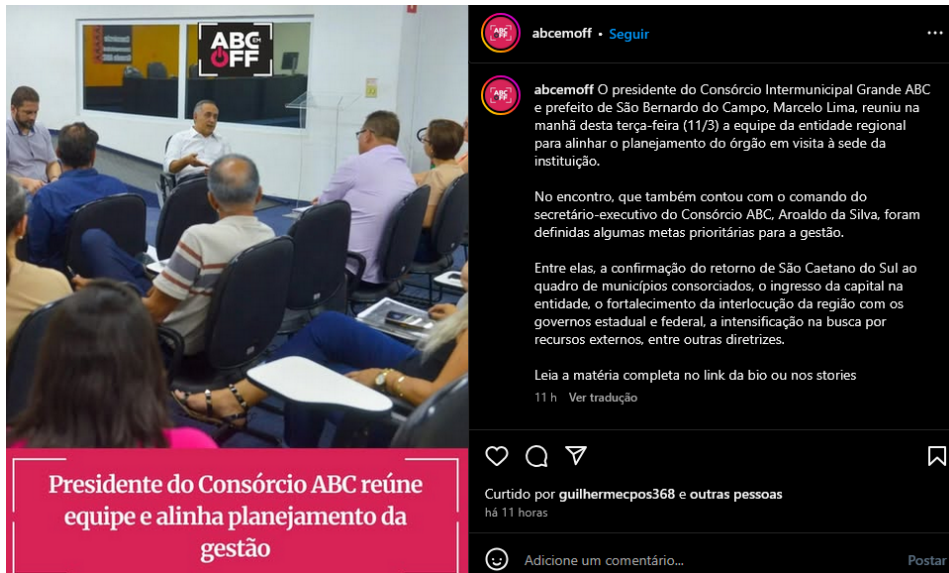 ABC EM
OFF
Presidente do Consórcio ABC reúne
equipe e alinha planejamento da
gestão
abcemoff • Seguir
abcemoff O presidente do Consórcio Intermunicipal Grande ABC
e prefeito de São Bernardo do Campo, Marcelo Lima, reuniu na
manhã desta terça-feira (11/3) a equipe da entidade regional
para alinhar o planejamento do órgão em visita à sede da
instituição.
No encontro, que também contou com o comando do
secretário-executivo do Consórcio ABC, Aroaldo da Silva, foram
definidas algumas metas prioritárias para a gestão.
Entre elas, a confirmação do retorno de São Caetano do Sul ao
quadro de municípios consorciados, o ingresso da capital na
entidade, o fortalecimento da interlocução da região com os
governos estadual e federal, a intensificação na busca por
recursos externos, entre outras diretrizes.
Leia a matéria completa no link da bio ou nos stories
11 h Ver tradução
Curtido por guilhermecpos368 e outras pessoas
há 11 horas
Adicione um comentário...
Postar